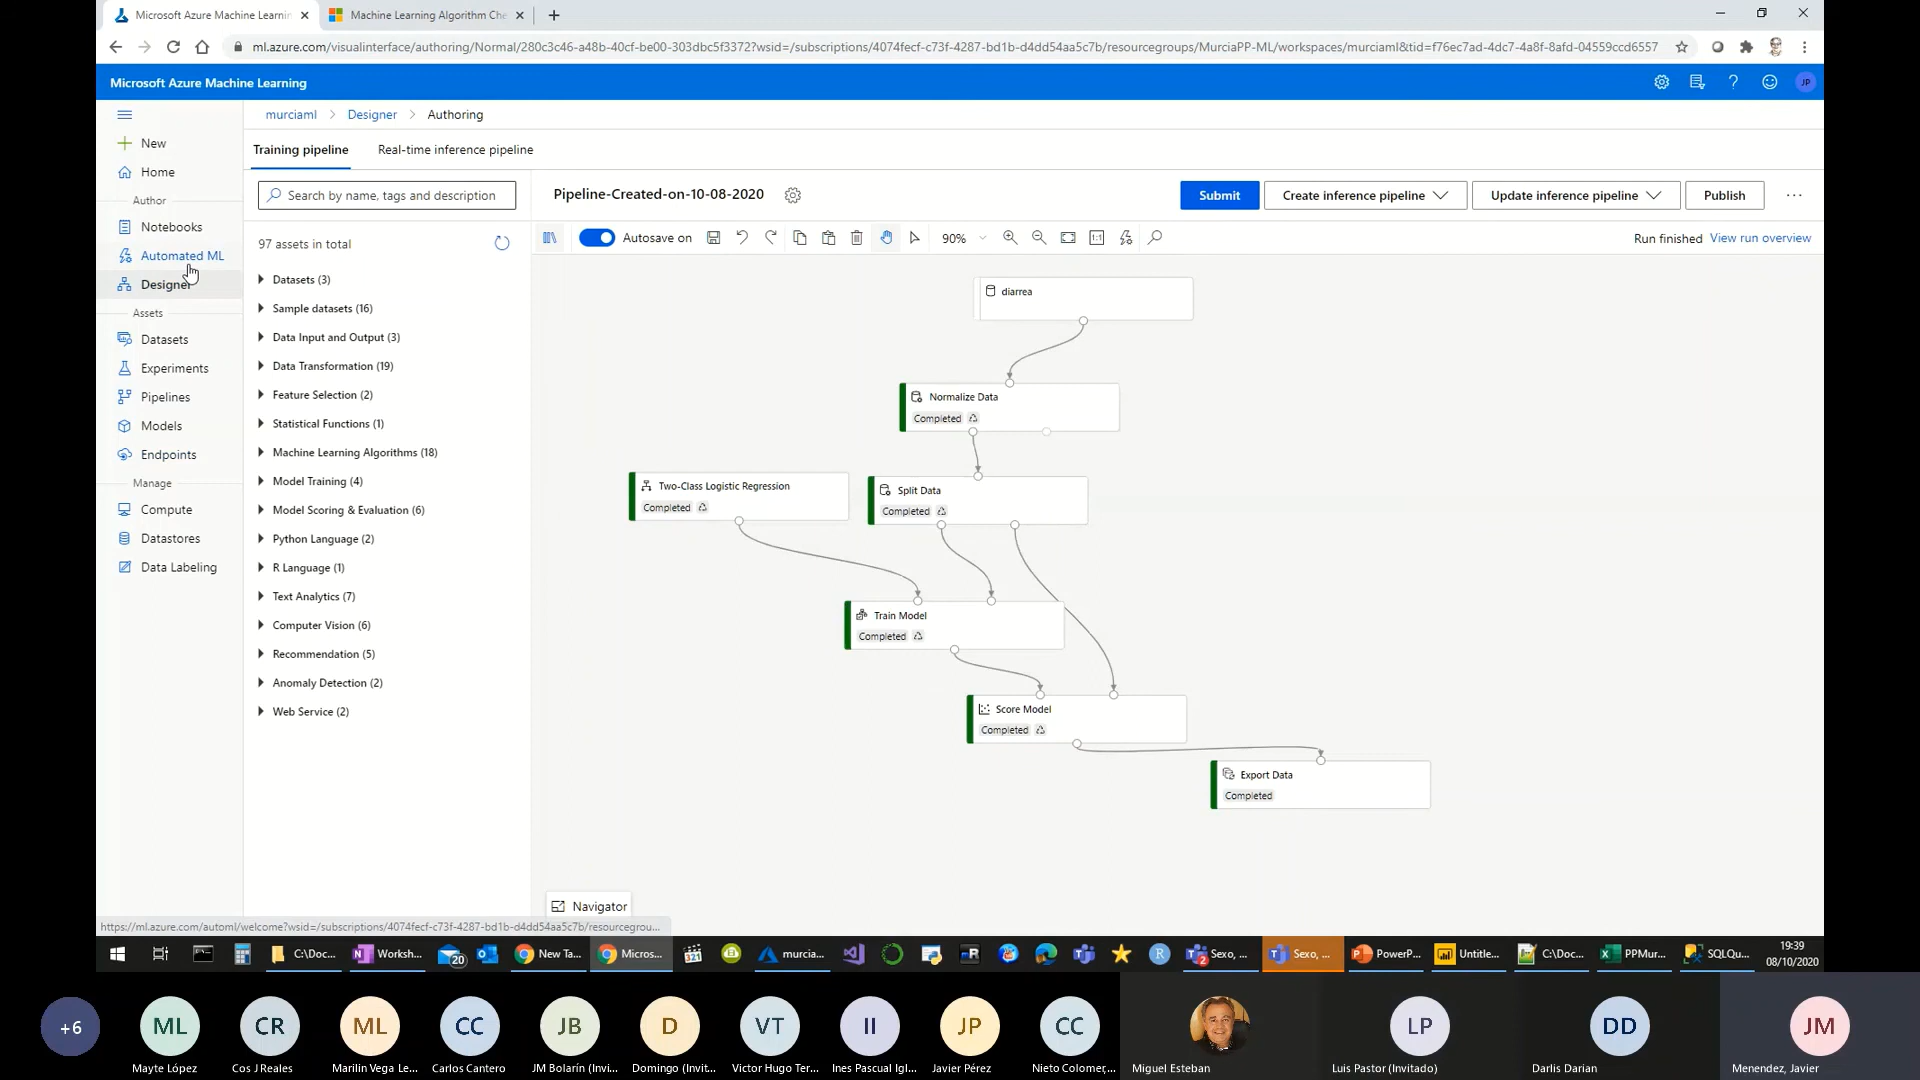 Microsoft Azure Machine Learnin
Machine Learning Algorithm Che
ml.azure.com/visualinterface/authoring/Normal/280c3c46-a48b-40cf-be00-303dbc5f3372?wsid=/subscriptions/4074fecf-c73f-4287-bd1b-d4dd54aa5c7b/resourcegroups/MurciaPP-ML/workspaces/murciaml&tid=f76ec7ad-4dc7-4a8f-8afd-04559ccd6557
Microsoft Azure Machine Learning
JP
murciaml > Designer > Authoring
New
Home
Author
Notebooks
Automated ML
Designer
Assets
Datasets
Experiments
Pipelines
Models
Endpoints
Manage
Compute
Datastores
Data Labeling
Training pipeline
Real-time inference pipeline
Search by name, tags and description
97 assets in total
Datasets (3)
Sample datasets (16)
Data Input and Output (3)
Data Transformation (19)
Feature Selection (2)
Statistical Functions (1)
Machine Learning Algorithms (18)
Model Training (4)
Model Scoring & Evaluation (6)
Python Language (2)
R Language (1)
Text Analytics (7)
Computer Vision (6)
Recommendation (5)
Anomaly Detection (2)
Web Service (2)
Pipeline-Created-on-10-08-2020
Submit
Create inference pipeline
Update inference pipeline
Publish
Autosave on
90%
Run finished View run overview
diarrea
Normalize Data
Completed
Two-Class Logistic Regression
Completed
Split Data
Completed
Train Model
Completed
Score Model
Completed
Export Data
Completed
Navigator
https://ml.azure.com/automl/welcome?wsid=/subscriptions/4074fecf-c73f-4287-bd1b-d4dd54aa5c7b/resourcegrou...
C:\Doc...
Worksh...
20
New Ta...
Micros...
321
murcia...
R
R
2
Sexo, ...
Sexo, ...
PowerP...
Untitle...
C:\Doc...
PPMur...
SQLQu...
19:39
08/10/2020
+6
ML
CR
ML
CC
JB
D
VT
II
JP
CC
LP
DD
JM
Mayte López
Cos J Reales
Marilin Vega Le...
Carlos Cantero
JM Bolarín (Invi...
Domingo (Invit...
Victor Hugo Ter...
Ines Pascual Igl...
Javier Pérez
Nieto Colomer,...
Miguel Esteban
Luis Pastor (Invitado)
Darlis Darian
Menendez, Javier